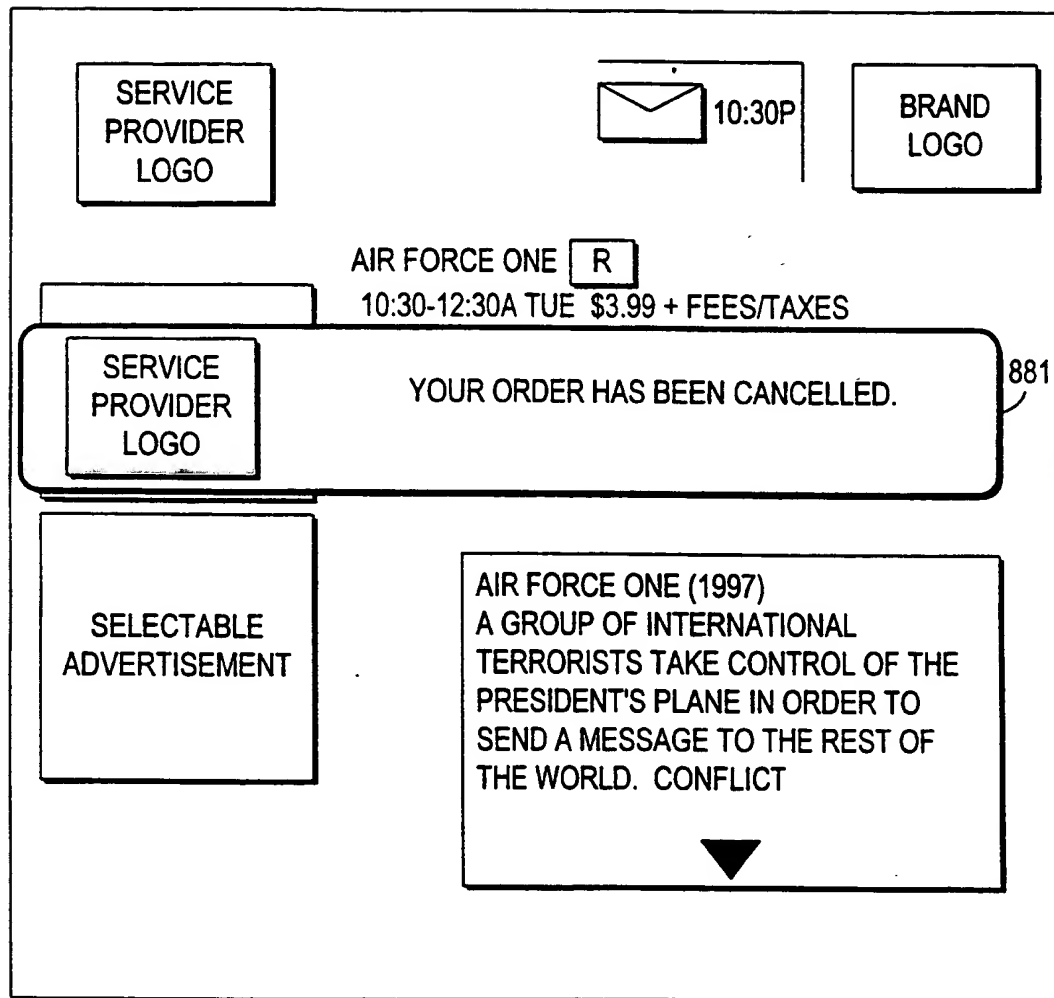 SERVICE
PROVIDER
LOGO
10:30P
BRAND
LOGO
AIR FORCE ONE R
10:30-12:30A TUE $3.99 + FEES/TAXES
SERVICE
PROVIDER
LOGO
YOUR ORDER HAS BEEN CANCELLED.
881
SELECTABLE
ADVERTISEMENT
AIR FORCE ONE (1997)
A GROUP OF INTERNATIONAL
TERRORISTS TAKE CONTROL OF THE
PRESIDENT'S PLANE IN ORDER TO
SEND A MESSAGE TO THE REST OF
THE WORLD. CONFLICT